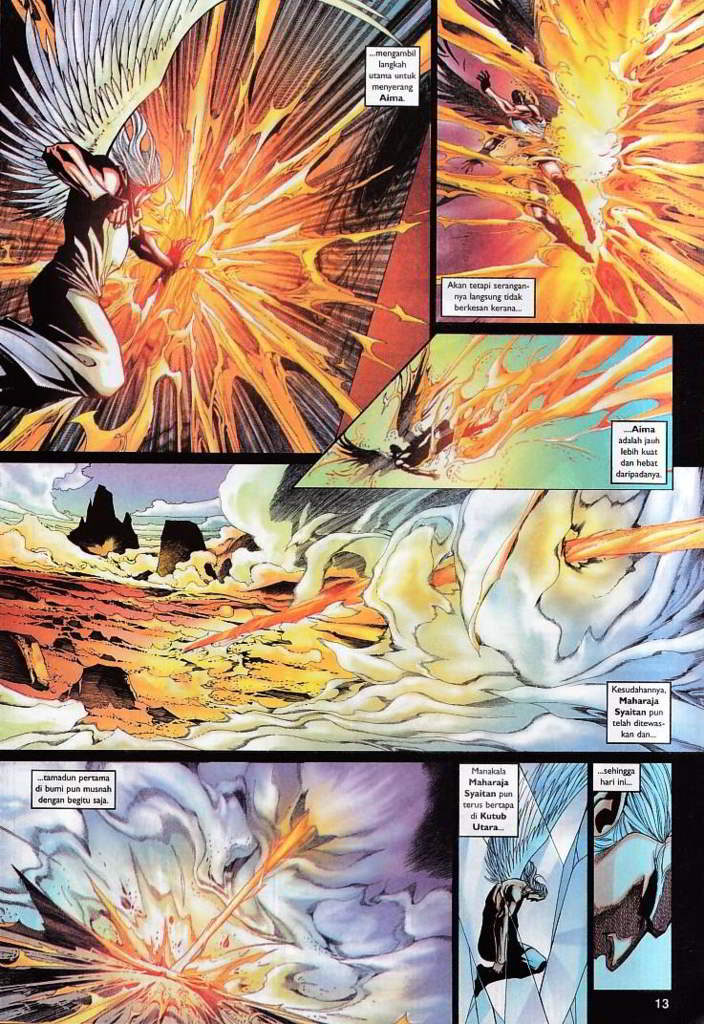 ...mengambil
langkah
utama untuk
menyerang
Aima.
Akan tetapi serangan-
nya langsung tidak
berkesan kerana...
...Aima
adalah jauh
lebih kuat
dan hebat
daripadanya.
Kesudahannya,
Maharaja
Syaitan pun
telah ditewas-
kan dan...
...tamadun pertama
di bumi pun musnah
dengan begitu saja.
Manakala
Maharaja
Syaitan pun
terus bertapa
di Kutub
Utara...
...sehingga
hari ini...
13